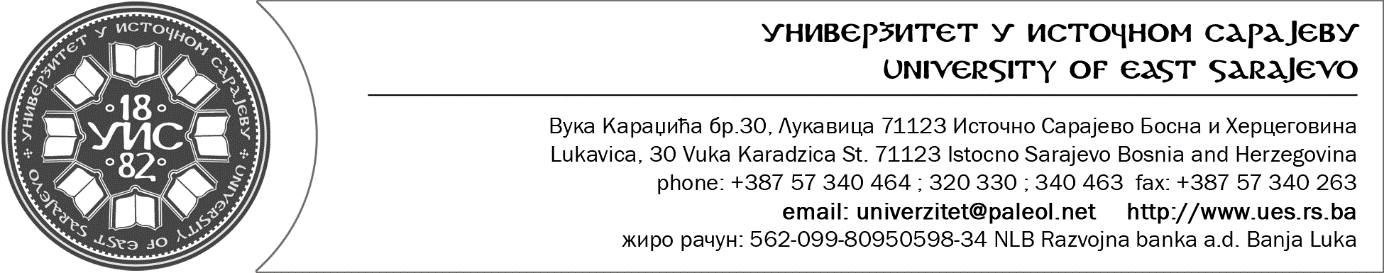 УНИВЕРЗИТЕТ У ИСТОЧНОМ САРАЈЕВУ
UNIVERSITY OF EAST SARAJEVO
18
УИС
82
УНИВЕРЗИТЕТ У ИСТОЧНОМ САРАЈЕВУ
UNIVERSITY OF EAST SARAJEVO
Вука Караџића бр.30, Лукавица 71123 Источно Сарајево Босна и Херцеговина
Lukavica, 30 Vuka Karadzica St. 71123 Istocno Sarajevo Bosnia and Herzegovina
phone: +387 57 340 464 ; 320 330 ; 340 463 fax: +387 57 340 263
email: univerzitet@paleol.net http://www.ues.rs.ba
жиро рачун: 562-099-80950598-34 NLB Razvojna banka a.d. Banja Luka